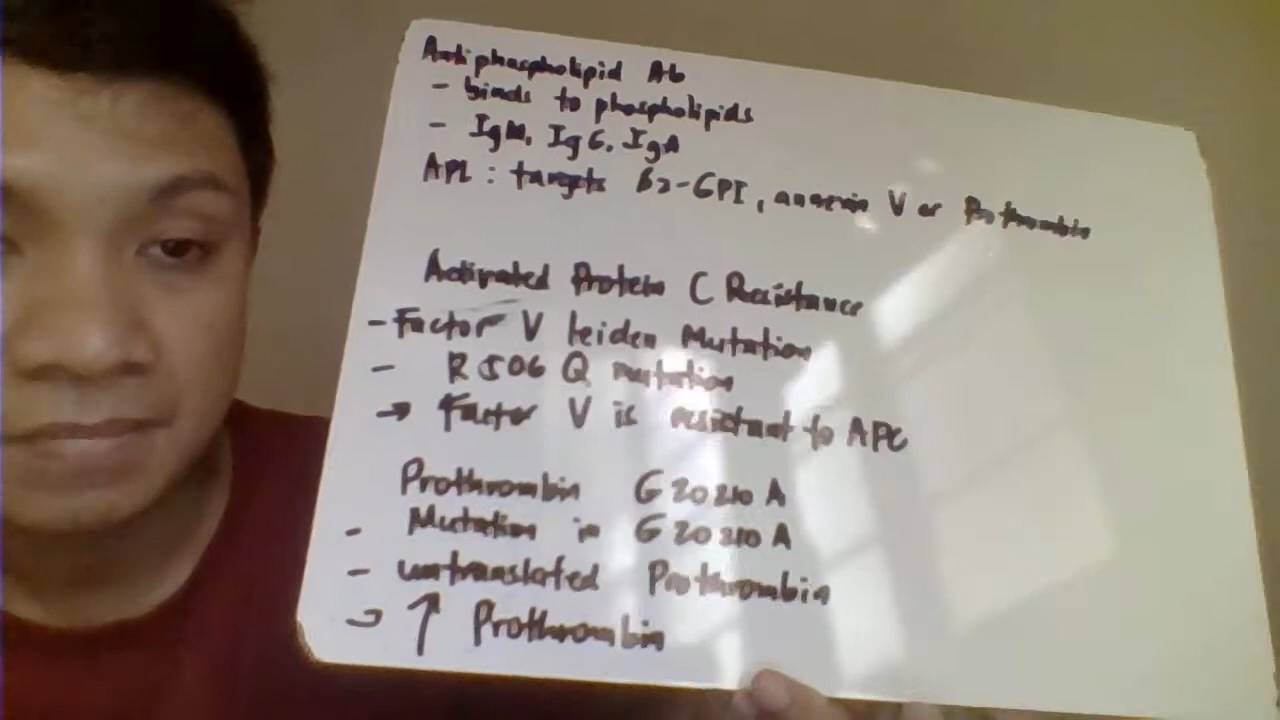 Antiphospholipid Ab
- binds to phospholipids
- IgM, IgG, IgA
APL : targets B2-GPI, annexin V or Prothrombin
Activated Protein C Resistance
- Factor V leiden Mutation
- R506Q mutation
→ Factor V is resistant to APC
Prothrombin G20210A
- Mutation in G20210A
- untranslated Prothrombin
→ ↑ Prothrombin